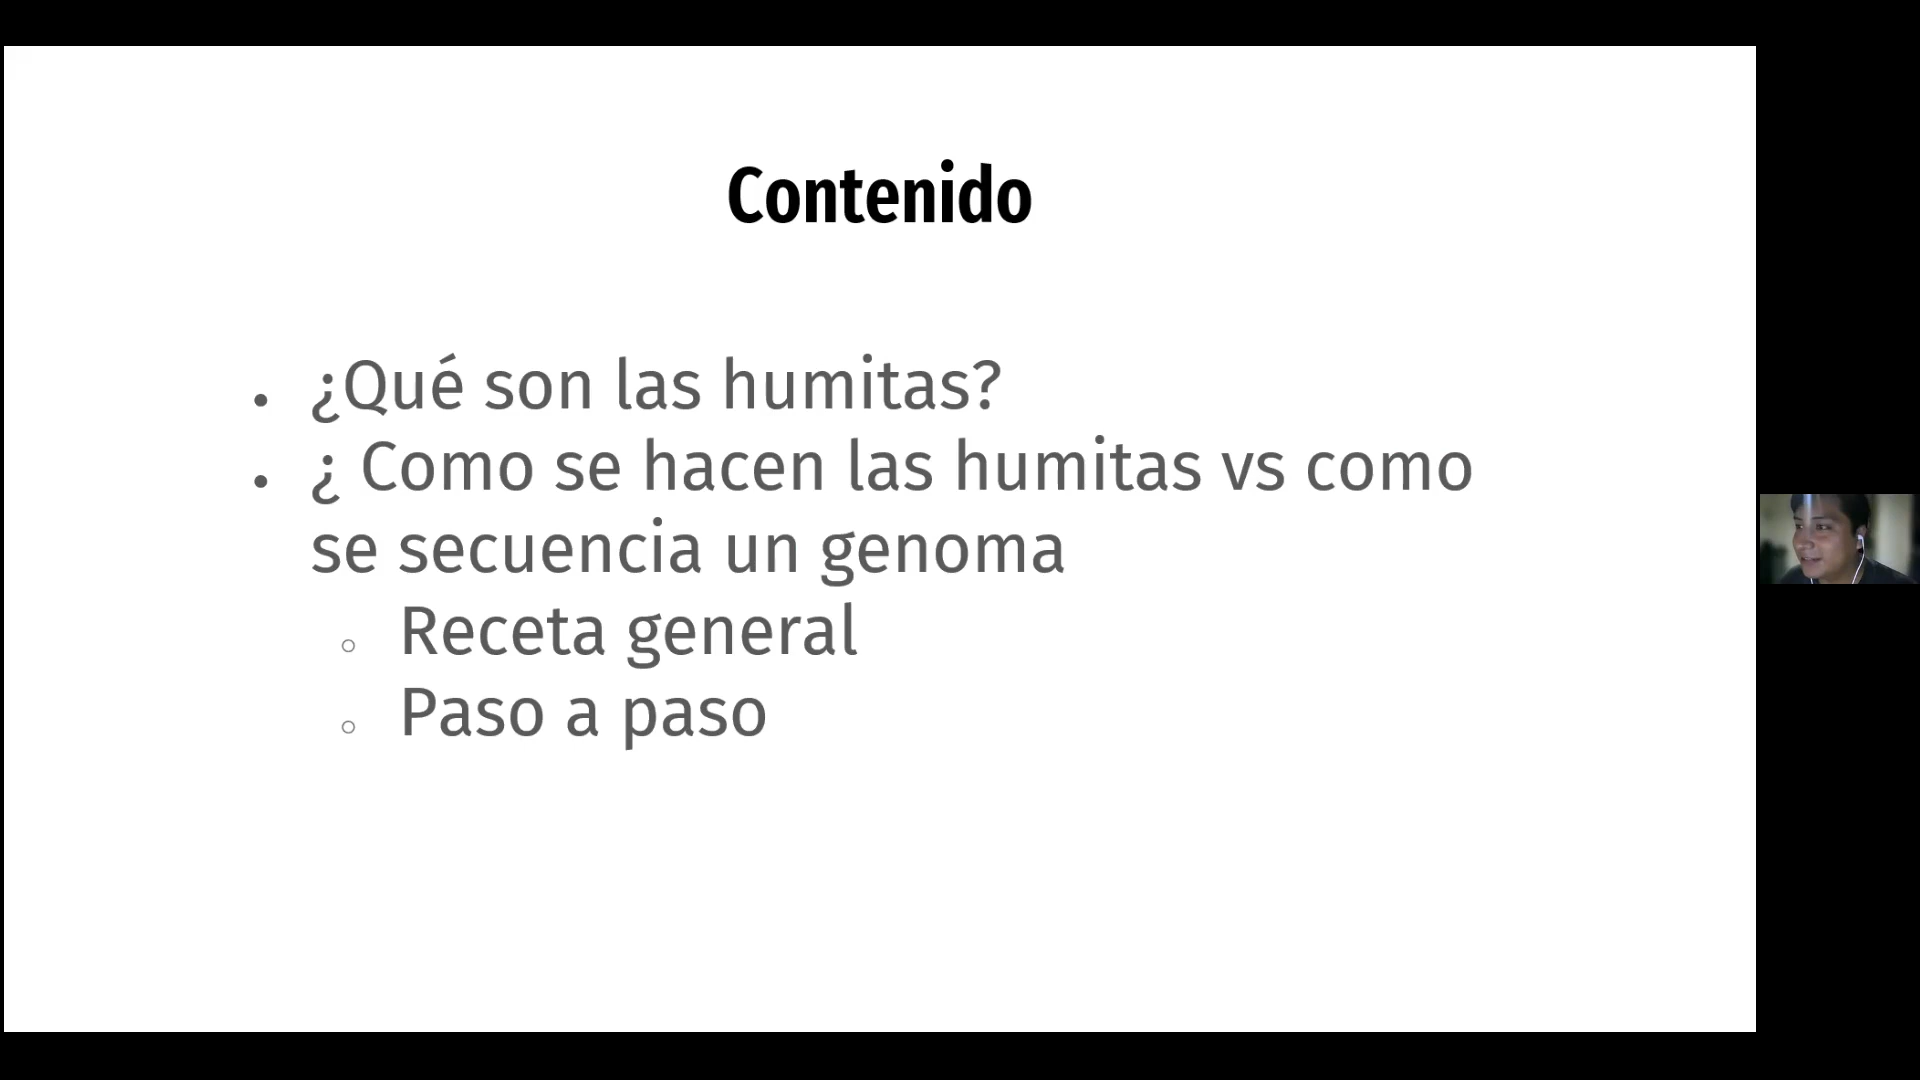 Contenido
• ¿Qué son las humitas?
• ¿ Como se hacen las humitas vs como
se secuencia un genoma
○ Receta general
○ Paso a paso